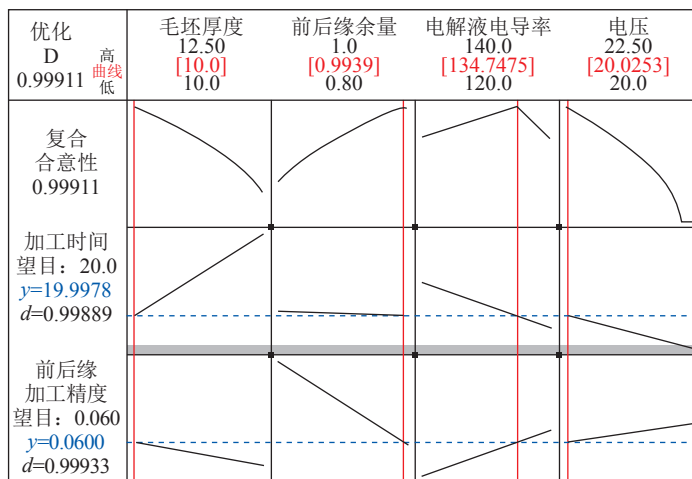 优化
D
0.99911
高
曲线
低
毛坯厚度
12.50
[10.0]
10.0
前后缘余量
1.0
[0.9939]
0.80
电解液电导率
140.0
[134.7475]
120.0
电压
22.50
[20.0253]
20.0
复合
合意性
0.99911
加工时间
望目：20.0
y=19.9978
d=0.99889
前后缘
加工精度
望目：0.060
y=0.0600
d=0.99933